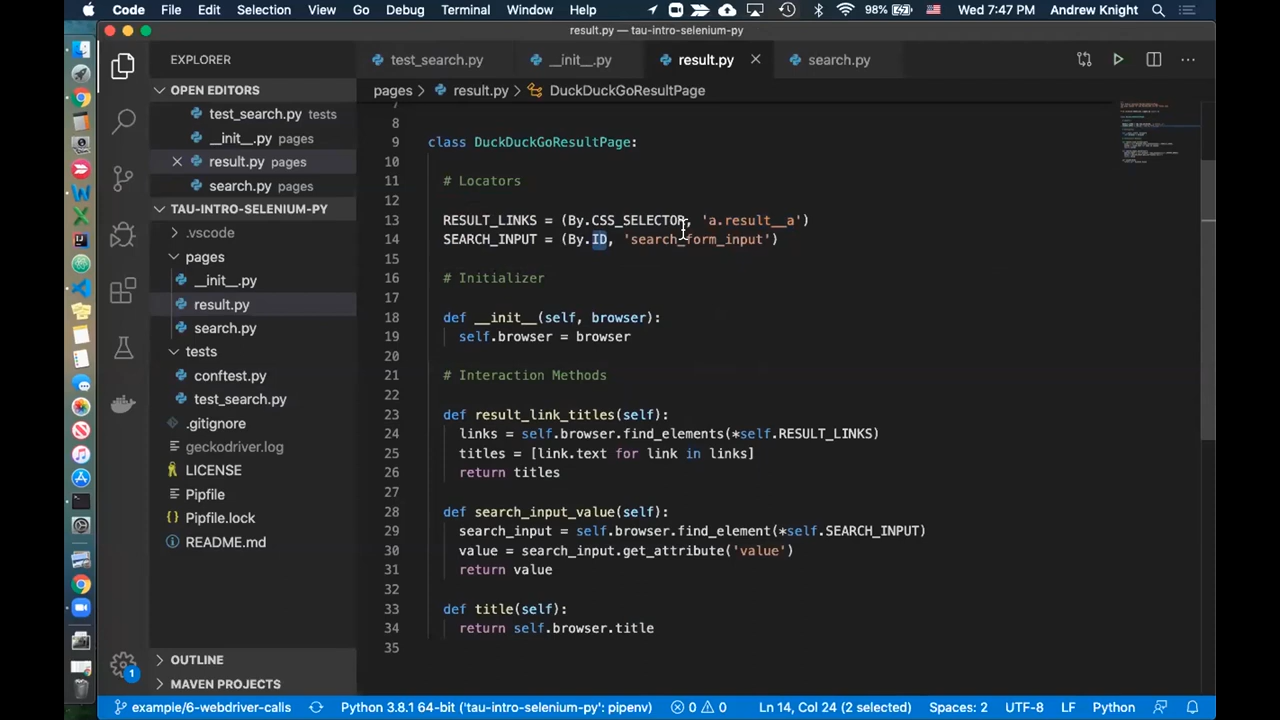 Code File Edit Selection View Go Debug Terminal Window Help 98% Wed 7:47 PM Andrew Knight
result.py — tau-intro-selenium-py
EXPLORER
OPEN EDITORS
test_search.py tests
__init__.py pages
result.py pages
search.py pages
TAU-INTRO-SELENIUM-PY
.vscode
pages
__init__.py
result.py
search.py
tests
conftest.py
test_search.py
.gitignore
geckodriver.log
LICENSE
Pipfile
Pipfile.lock
README.md
OUTLINE
MAVEN PROJECTS
test_search.py __init__.py result.py search.py
pages > result.py > DuckDuckGoResultPage
7
8
9 class DuckDuckGoResultPage:
10
11 # Locators
12
13 RESULT_LINKS = (By.CSS_SELECTOR, 'a.result__a')
14 SEARCH_INPUT = (By.ID, 'search_form_input')
15
16 # Initializer
17
18 def __init__(self, browser):
19 self.browser = browser
20
21 # Interaction Methods
22
23 def result_link_titles(self):
24 links = self.browser.find_elements(*self.RESULT_LINKS)
25 titles = [link.text for link in links]
26 return titles
27
28 def search_input_value(self):
29 search_input = self.browser.find_element(*self.SEARCH_INPUT)
30 value = search_input.get_attribute('value')
31 return value
32
33 def title(self):
34 return self.browser.title
35
1
example/6-webdriver-calls Python 3.8.1 64-bit ('tau-intro-selenium-py': pipenv) 0 0 Ln 14, Col 24 (2 selected) Spaces: 2 UTF-8 LF Python